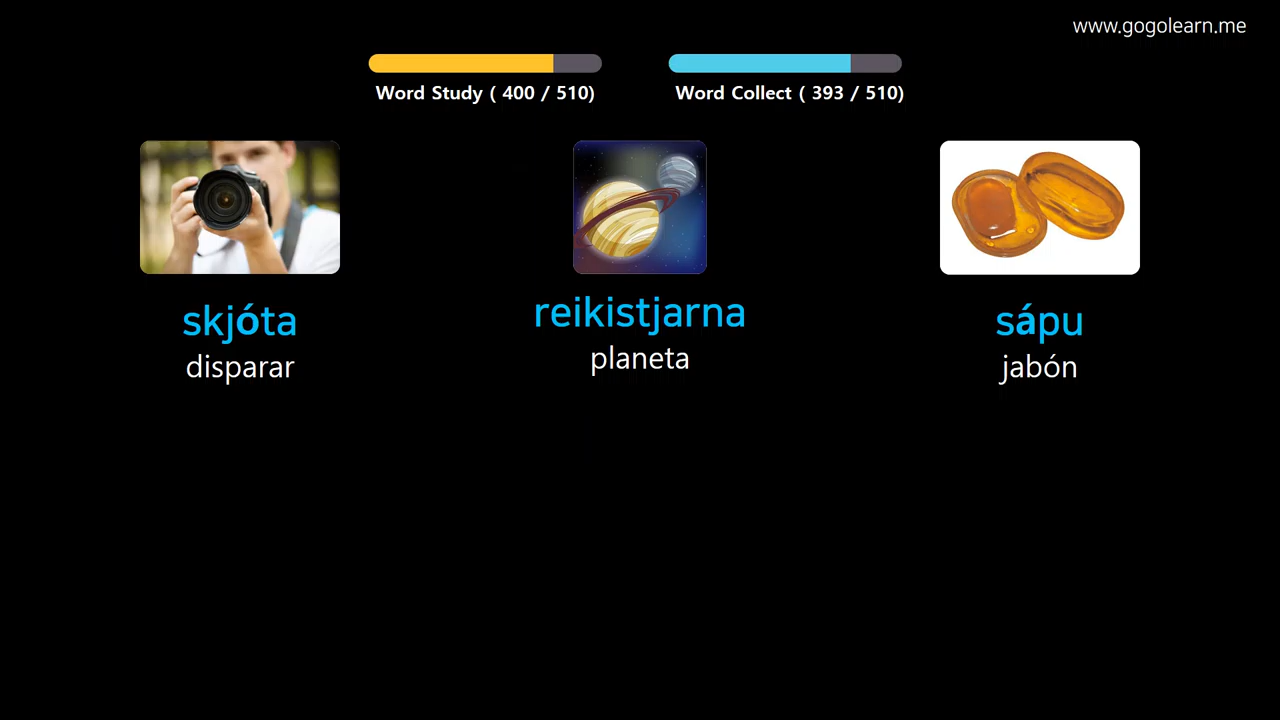 www.gogolearn.me
Word Study ( 400 / 510)
Word Collect ( 393 / 510)
skjóta
disparar
reikistjarna
planeta
sápu
jabón